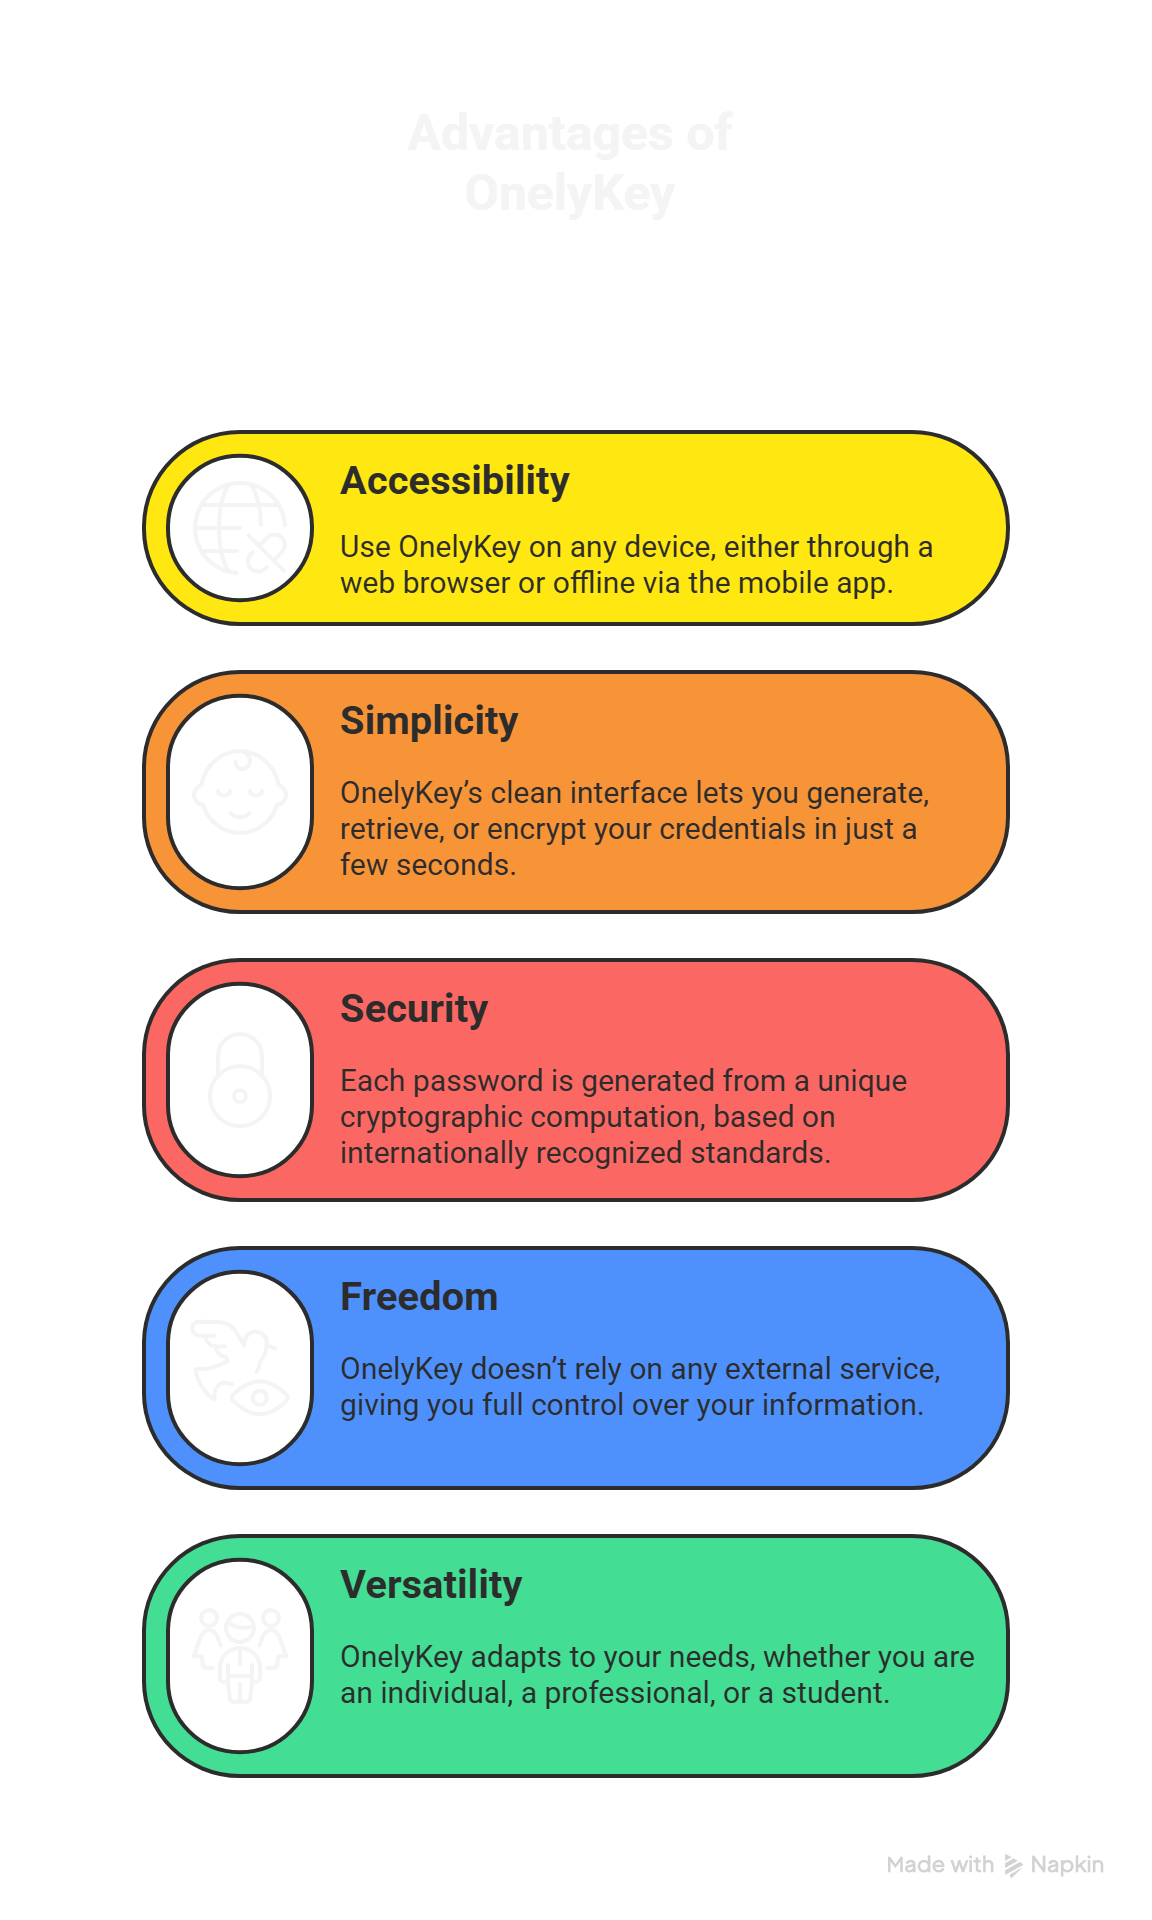 Advantages of
OnelyKey
Accessibility
Use OnelyKey on any device, either through a
web browser or offline via the mobile app.
Simplicity
OnelyKey’s clean interface lets you generate,
retrieve, or encrypt your credentials in just a
few seconds.
Security
Each password is generated from a unique
cryptographic computation, based on
internationally recognized standards.
Freedom
OnelyKey doesn’t rely on any external service,
giving you full control over your information.
Versatility
OnelyKey adapts to your needs, whether you are
an individual, a professional, or a student.
Made with Napkin